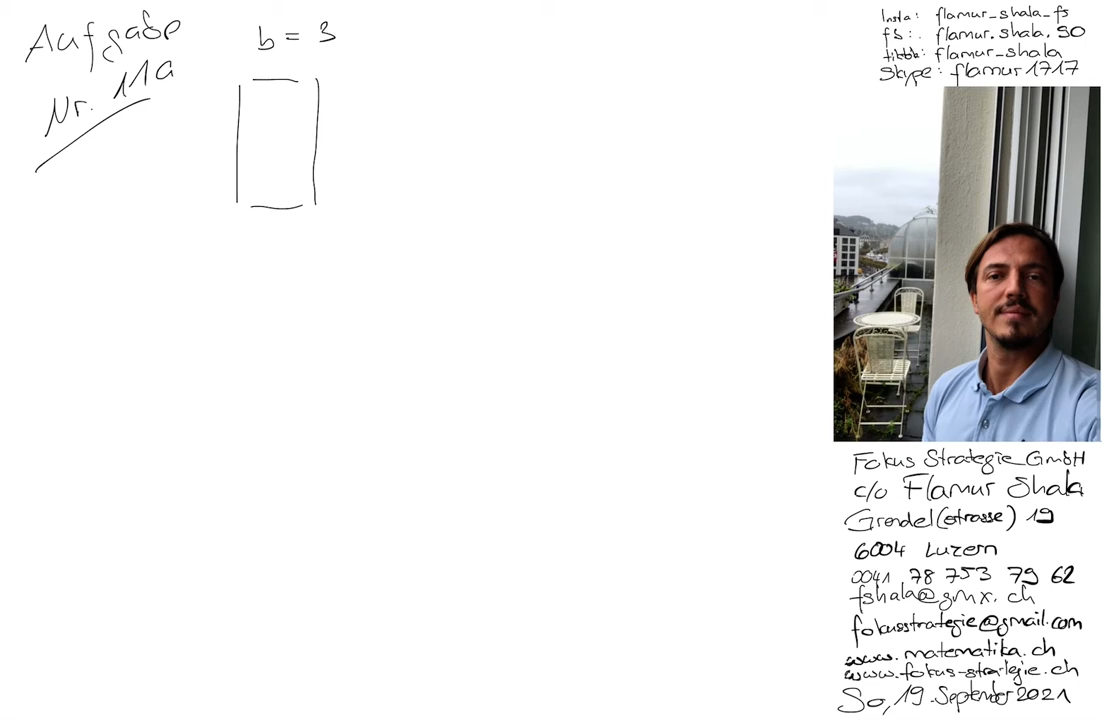 Aufgabe
Nr. 11a
b = 3
Insta: flamur_shala_fs
fb: flamur.shala.90
tiktok: flamur_shala
Skype: flamur1717
Fokus Strategie GmbH
c/o Flamur Shala
Grendel(strasse) 19
6004 Luzern
0041 78 753 79 62
fshala@gmx.ch
fokusstrategie@gmail.com
www.matematika.ch
www.fokus-strategie.ch
So, 19. September 2021